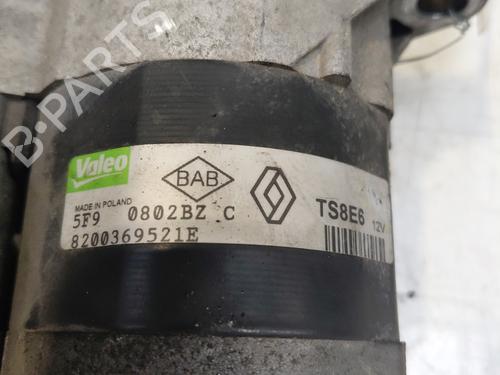 B-PARTS
Valeo
BAB
MADE IN POLAND
TS8E6
12V
5F9 0802BZ C
8200369521E